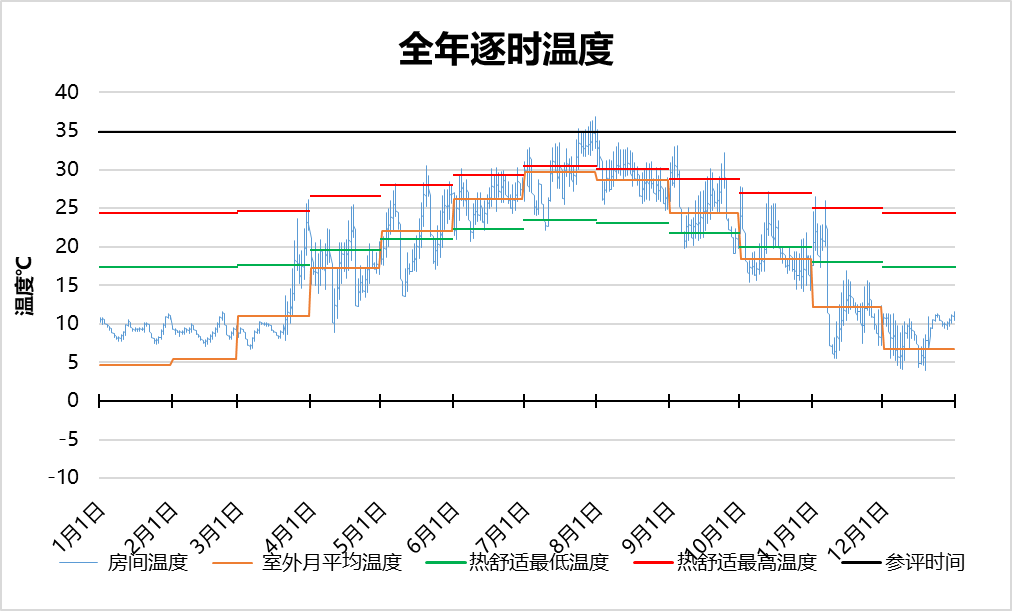 全年逐时温度
40
35
30
25
20
15
10
5
0
-5
-10
温度℃
1月1日
2月1日
3月1日
4月1日
5月1日
6月1日
7月1日
8月1日
9月1日
10月1日
11月1日
12月1日
房间温度 室外月平均温度 热舒适最低温度 热舒适最高温度 参评时间